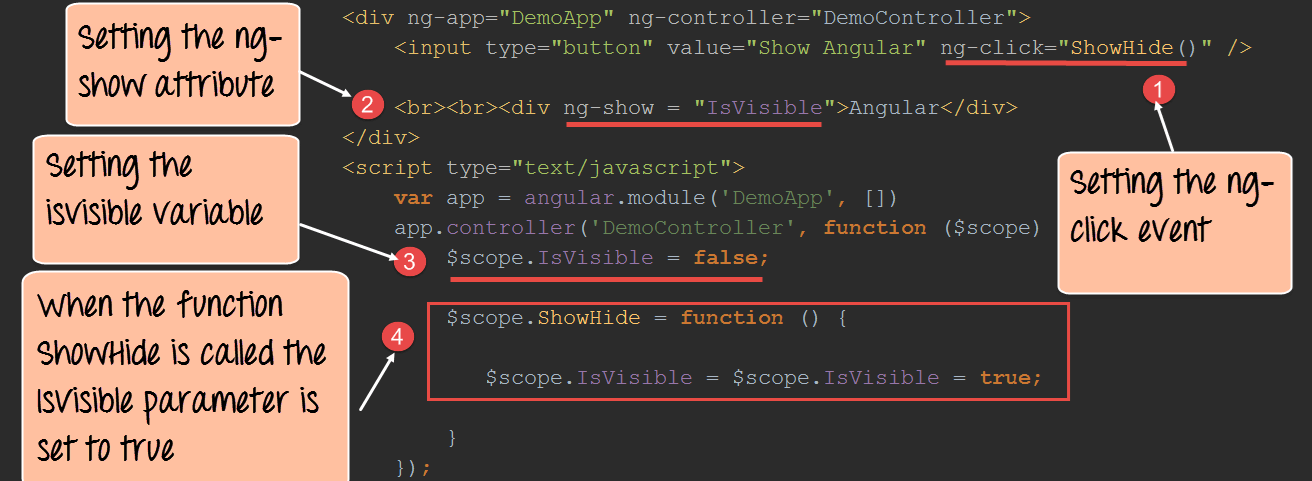 Setting the ng-
show attribute
Setting the
isvisible variable
When the function
ShowHide is called the
IsVisible parameter is
set to true
<div ng-app="DemoApp" ng-controller="DemoController">
<input type="button" value="Show Angular" ng-click="ShowHide()" />
2
1
<br><br><div ng-show = "IsVisible">Angular</div>
</div>
<script type="text/javascript">
var app = angular.module('DemoApp', [])
app.controller('DemoController', function ($scope)
3
$scope.IsVisible = false;
4
$scope.ShowHide = function () {
$scope.IsVisible = $scope.IsVisible = true;
}
});
Setting the ng-
click event